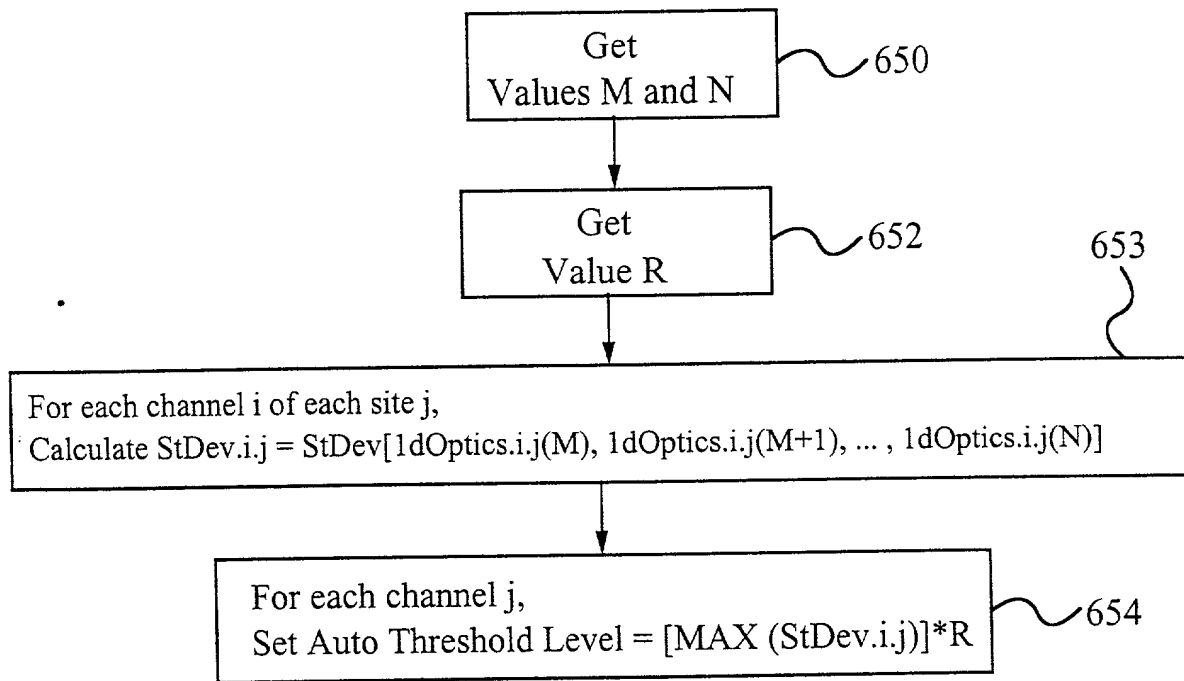 Get
Values M and N
650
Get
Value R
652
653
For each channel i of each site j,
Calculate StDev.i.j = StDev[1dOptics.i.j(M), 1dOptics.i.j(M+1), ... , 1dOptics.i.j(N)]
For each channel j,
Set Auto Threshold Level = [MAX (StDev.i.j)]*R
654